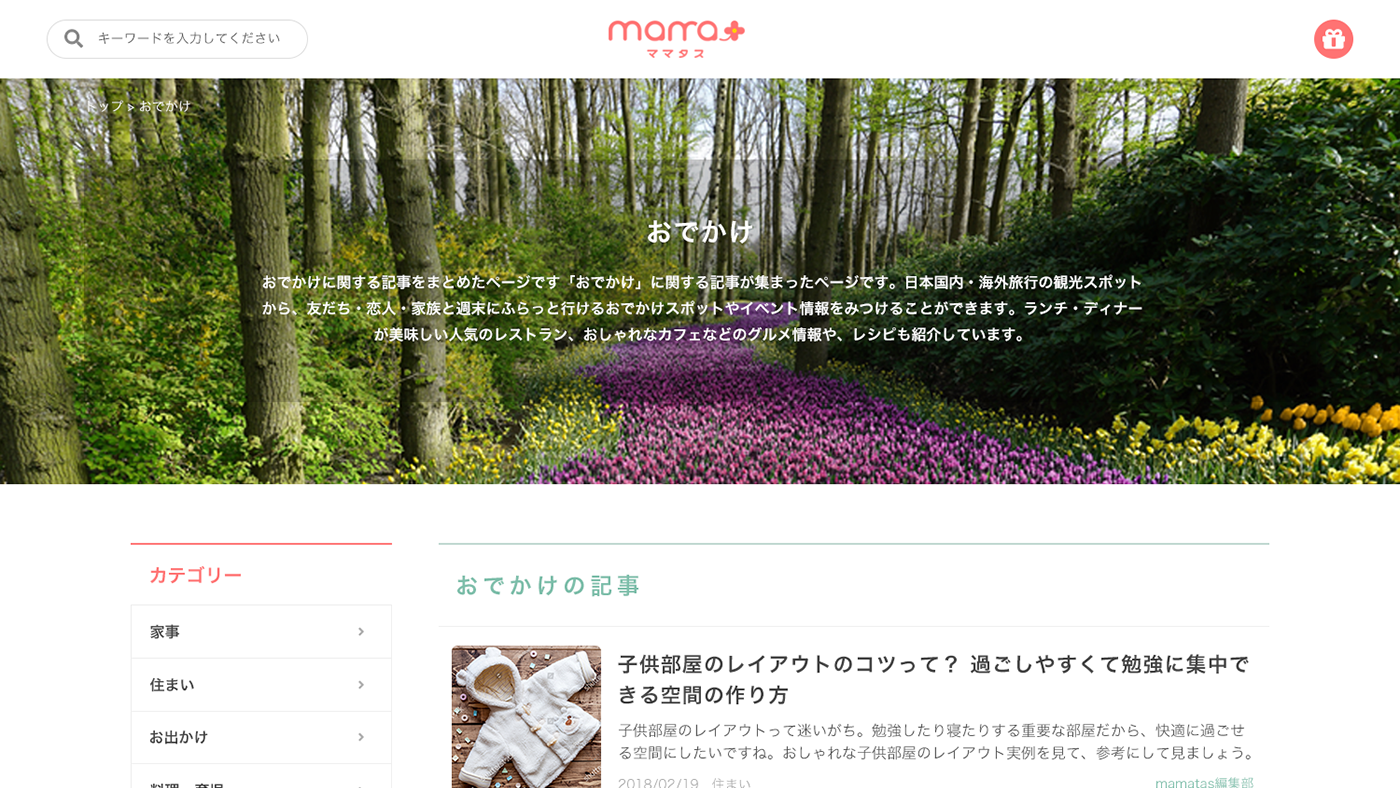 キーワードを入力してください
mama
ママタス
トップ > おでかけ
おでかけ
おでかけに関する記事をまとめたページです「おでかけ」に関する記事が集まったページです。日本国内・海外旅行の観光スポット
から、友だち・恋人・家族と週末にふらっと行けるおでかけスポットやイベント情報をみつけることができます。ランチ・ディナー
が美味しい人気のレストラン、おしゃれなカフェなどのグルメ情報や、レシピも紹介しています。
カテゴリー
家事
住まい
お出かけ
料理・育児
おでかけの記事
子供部屋のレイアウトのコツって？ 過ごしやすくて勉強に集中で
きる空間の作り方
子供部屋のレイアウトって迷いがち。勉強したり寝たりする重要な部屋だから、快適に過ごせ
る空間にしたいですね。おしゃれな子供部屋のレイアウト実例を見て、参考にして見ましょう。
2018/02/19 住まい
mamatas編集部